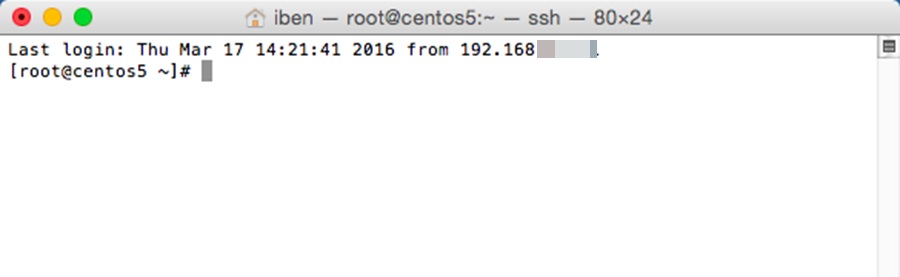 iben — root@centos5:~ — ssh — 80×24
Last login: Thu Mar 17 14:21:41 2016 from 192.168
[root@centos5 ~]#